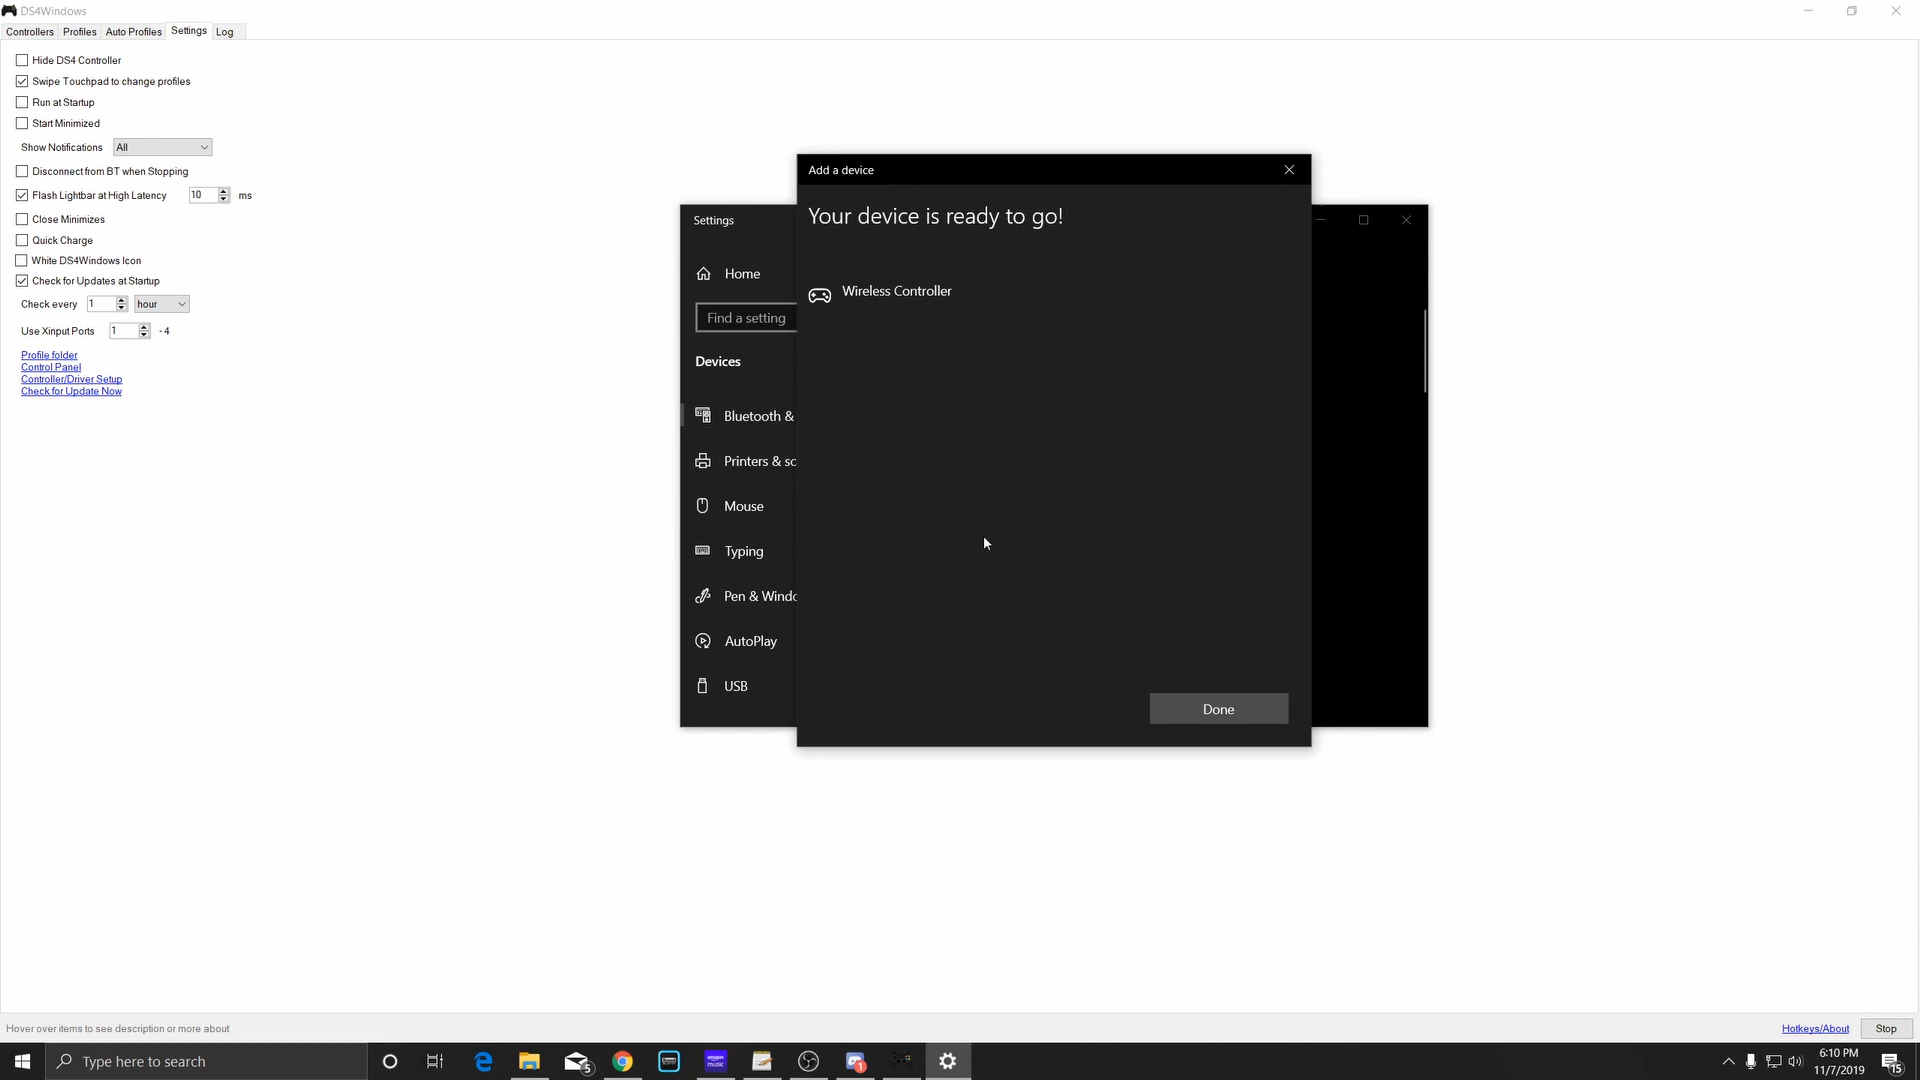 DS4Windows
Controllers Profiles Auto Profiles Settings Log
Hide DS4 Controller
Swipe Touchpad to change profiles
Run at Startup
Start Minimized
Show Notifications All
Disconnect from BT when Stopping
Flash Lightbar at High Latency 10 ms
Close Minimizes
Quick Charge
White DS4Windows Icon
Check for Updates at Startup
Check every 1 hour
Use Xinput Ports 1 - 4
Profile folder
Control Panel
Controller/Driver Setup
Check for Update Now
Settings
Home
Find a setting
Devices
Bluetooth &
Printers & sc
Mouse
Typing
Pen & Windo
AutoPlay
USB
Add a device
Your device is ready to go!
Wireless Controller
Done
Hover over items to see description or more about
Hotkeys/About Stop
Type here to search
5
amazon music
1
6:10 PM
11/7/2019
15